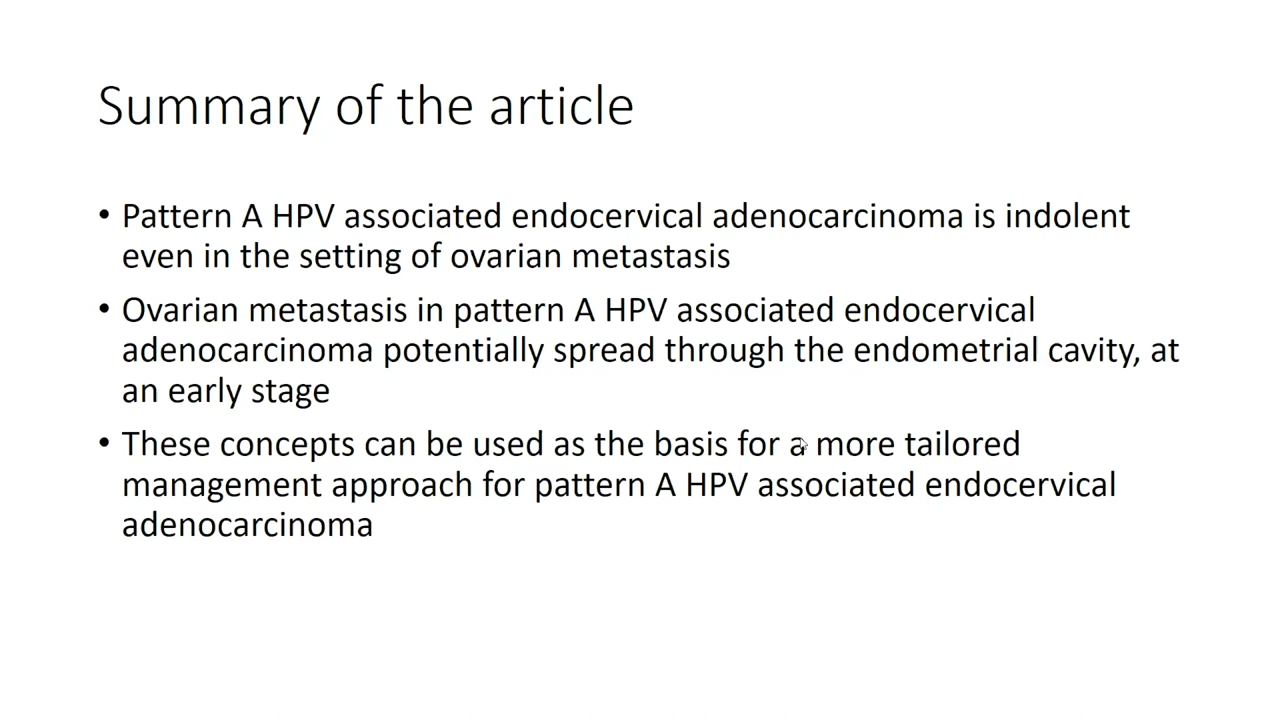 Summary of the article
• Pattern A HPV associated endocervical adenocarcinoma is indolent
even in the setting of ovarian metastasis
• Ovarian metastasis in pattern A HPV associated endocervical
adenocarcinoma potentially spread through the endometrial cavity, at
an early stage
• These concepts can be used as the basis for a more tailored
management approach for pattern A HPV associated endocervical
adenocarcinoma